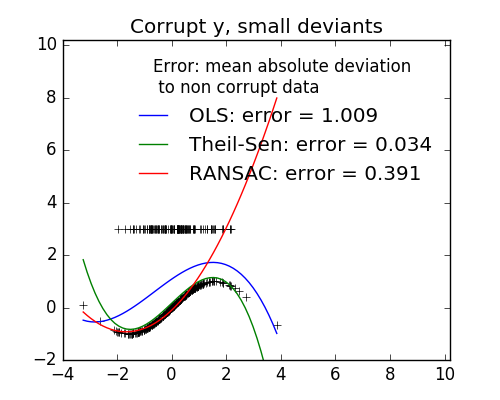 Corrupt y, small deviants
Error: mean absolute deviation
to non corrupt data
OLS: error = 1.009
Theil-Sen: error = 0.034
RANSAC: error = 0.391
10
8
6
4
2
0
−2
−4 −2 0 2 4 6 8 10